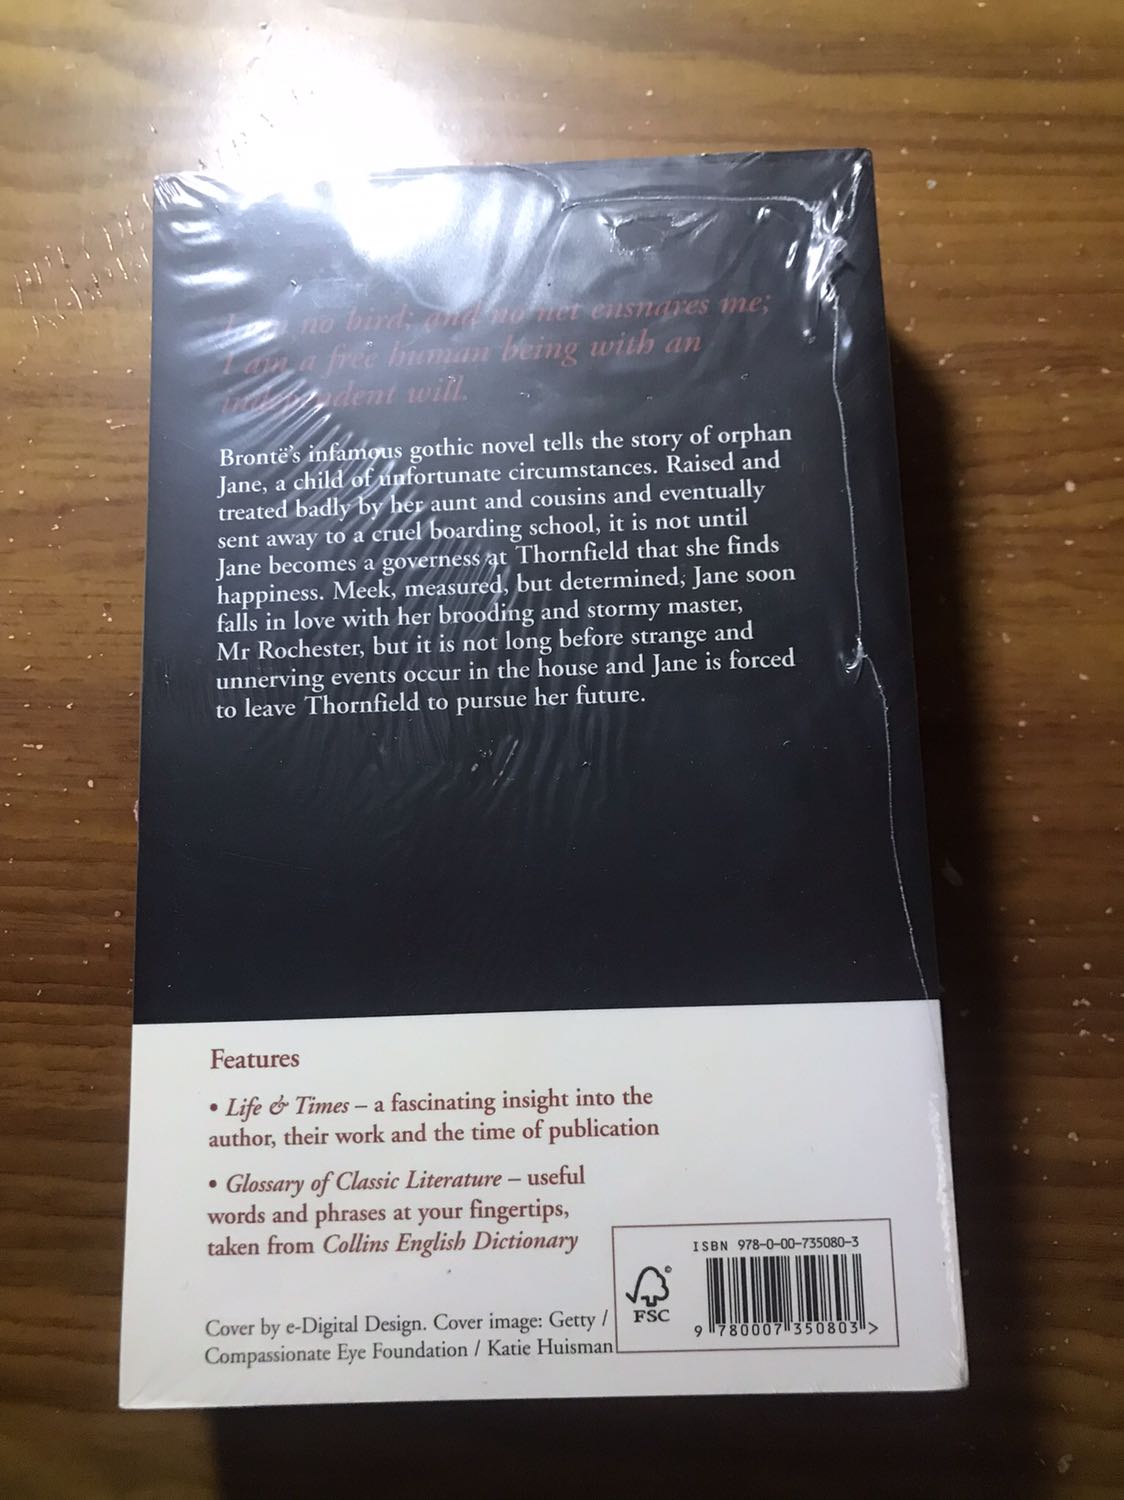 I am no bird; and no net ensnares me;
I am a free human being with an
independent will.
Brontë's infamous gothic novel tells the story of orphan
Jane, a child of unfortunate circumstances. Raised and
treated badly by her aunt and cousins and eventually
sent away to a cruel boarding school, it is not until
Jane becomes a governess at Thornfield that she finds
happiness. Meek, measured, but determined, Jane soon
falls in love with her brooding and stormy master,
Mr Rochester, but it is not long before strange and
unnerving events occur in the house and Jane is forced
to leave Thornfield to pursue her future.
Features
• Life & Times – a fascinating insight into the
author, their work and the time of publication
• Glossary of Classic Literature – useful
words and phrases at your fingertips,
taken from Collins English Dictionary
Cover by e-Digital Design. Cover image: Getty /
Compassionate Eye Foundation / Katie Huisman
FSC
ISBN 978-0-00-735080-3
9 780007 350803 >